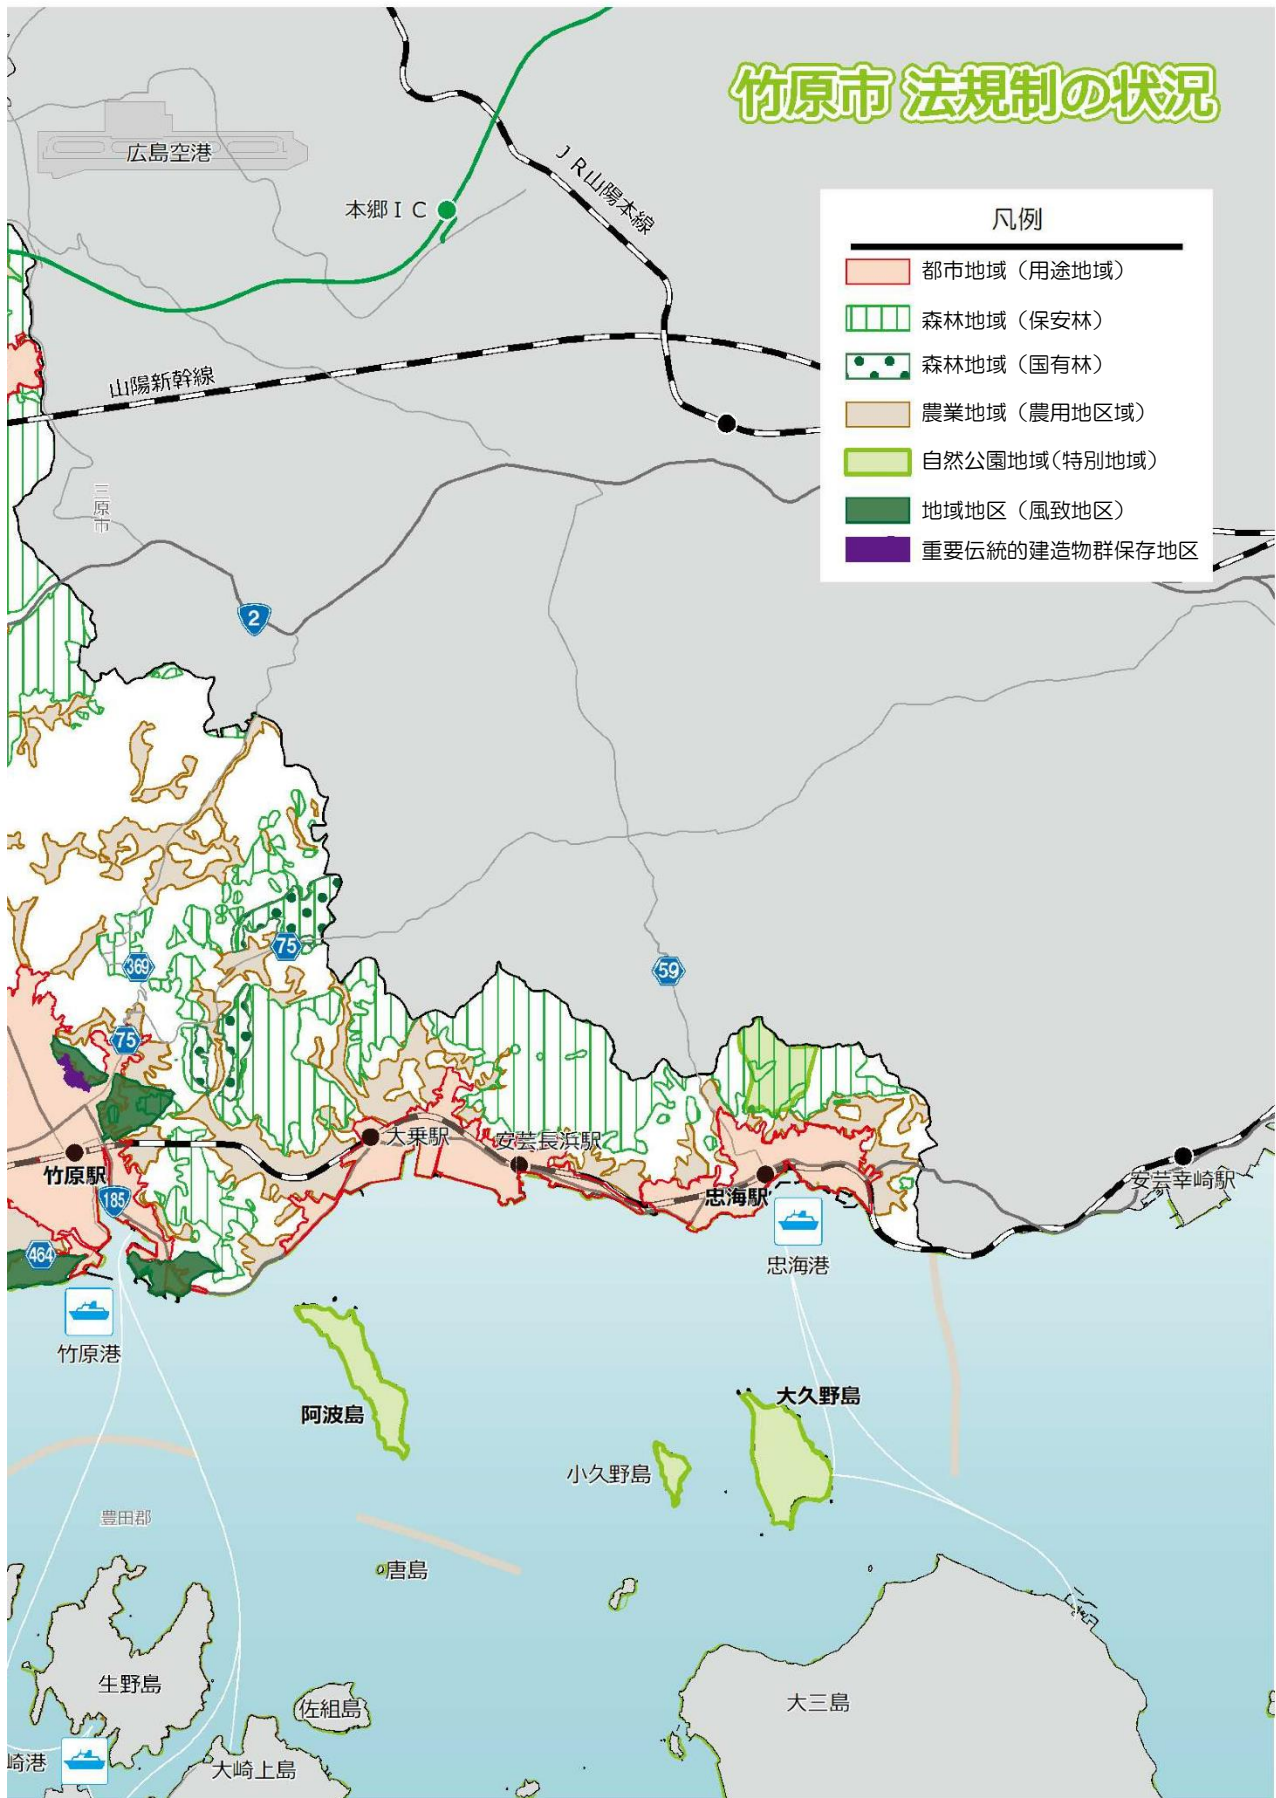 竹原市 法規制の状況
広島空港
本郷ＩＣ
ＪＲ山陽本線
凡例
都市地域（用途地域）
森林地域（保安林）
森林地域（国有林）
農業地域（農用地区域）
自然公園地域（特別地域）
地域地区（風致地区）
重要伝統的建造物群保存地区
山陽新幹線
三原市
2
75
369
59
75
大乗駅
安芸長浜駅
竹原駅
忠海駅
安芸幸崎駅
185
464
忠海港
竹原港
阿波島
大久野島
小久野島
豊田郡
唐島
生野島
佐組島
大三島
崎港
大崎上島